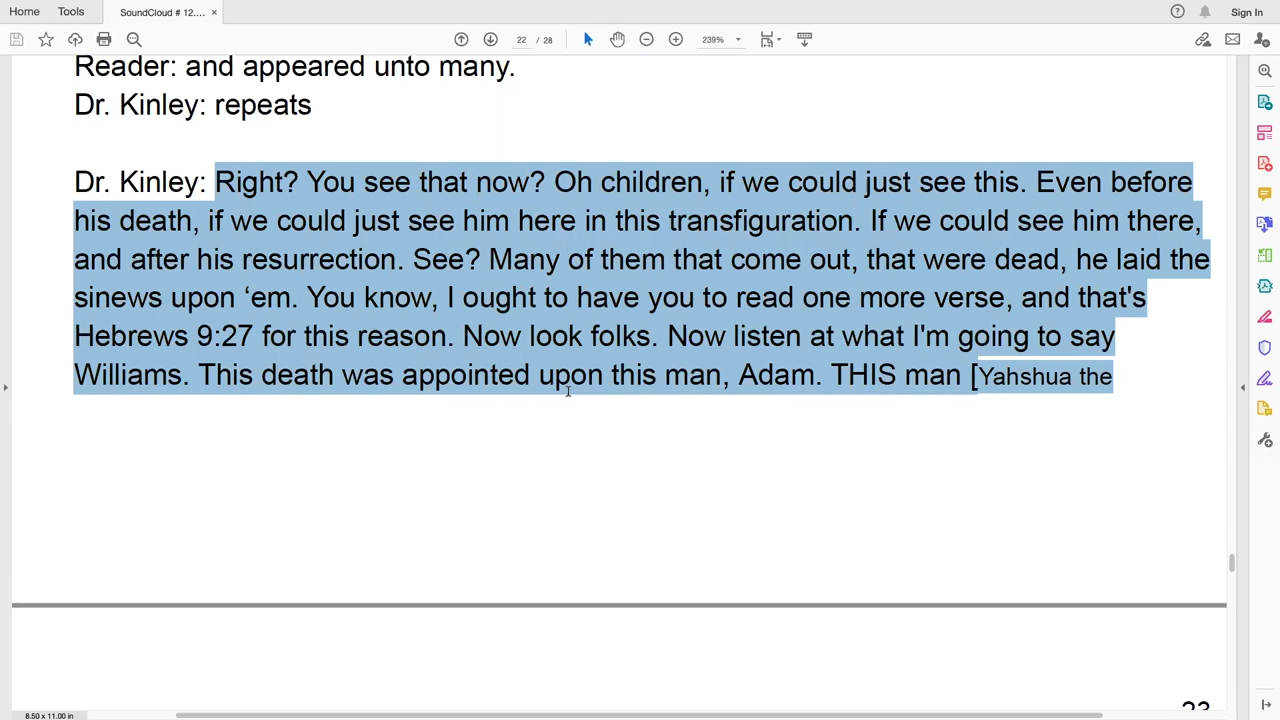 Home Tools SoundCloud # 12.... × Sign In
22 / 28 239%
Reader: and appeared unto many.
Dr. Kinley: repeats
Dr. Kinley: Right? You see that now? Oh children, if we could just see this. Even before
his death, if we could just see him here in this transfiguration. If we could see him there,
and after his resurrection. See? Many of them that come out, that were dead, he laid the
sinews upon ‘em. You know, I ought to have you to read one more verse, and that's
Hebrews 9:27 for this reason. Now look folks. Now listen at what I'm going to say
Williams. This death was appointed upon this man, Adam. THIS man [Yahshua the
23
8.50 x 11.00 in